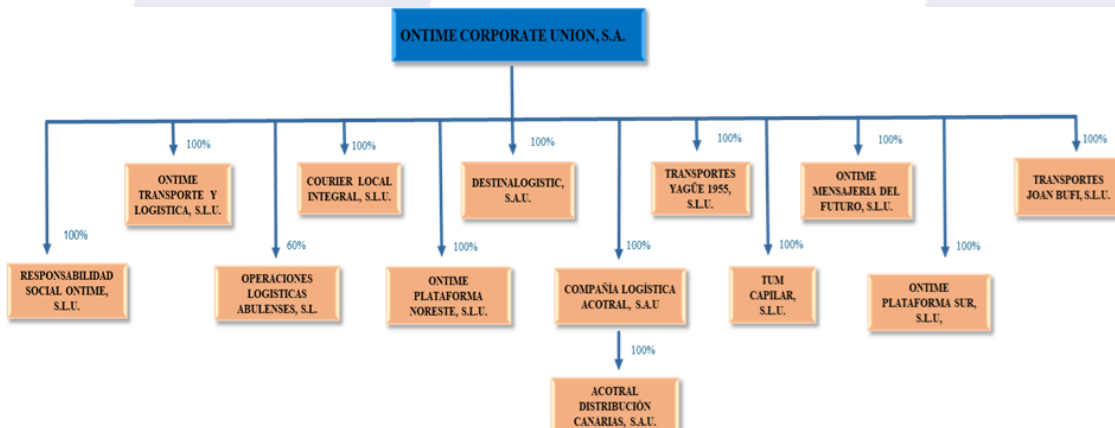 ONTIME CORPORATE UNION, S.A.
100%
100%
100%
100%
100%
100%
ONTIME
TRANSPORTE Y
LOGISTICA, S.L.U.
COURIER LOCAL
INTEGRAL, S.L.U.
DESTINALOGISTIC,
S.A.U.
TRANSPORTES
YAGÜE 1955,
S.L.U.
ONTIME
MENSAJERIA DEL
FUTURO, S.L.U.
TRANSPORTES
JOAN BUFI, S.L.U.
100%
60%
100%
100%
100%
100%
RESPONSABILIDAD
SOCIAL ONTIME,
S.L.U.
OPERACIONES
LOGISTICAS
ABULENSES, S.L.
ONTIME
PLATAFORMA
NORESTE, S.L.U.
COMPAÑÍA LOGÍSTICA
ACOTRAL, S.A.U
TUM
CAPILAR,
S.L.U.
ONTIME
PLATAFORMA SUR,
S.L.U,
100%
ACOTRAL
DISTRIBUCIÓN
CANARIAS, S.A.U.